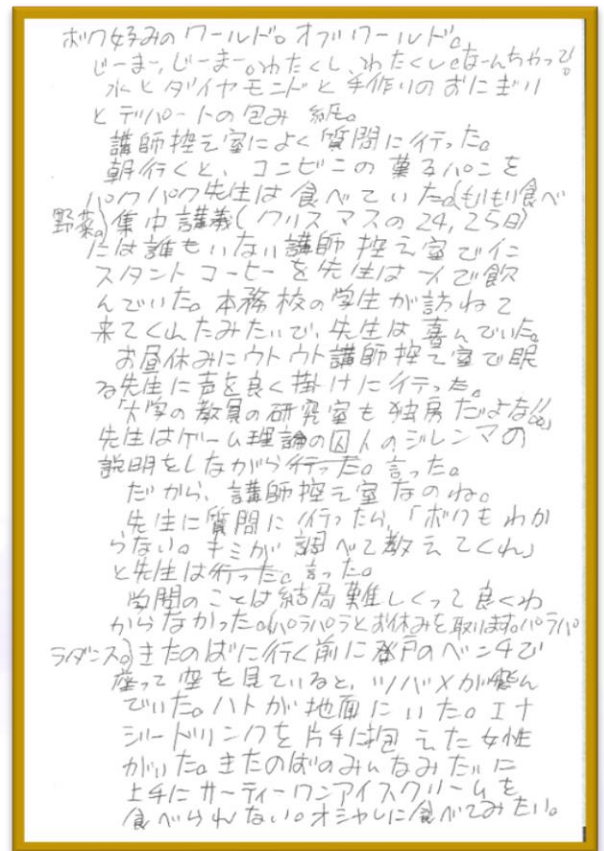 ボク好みのワールド。オブワールド。
じーまー、じーまー。わたくし、わたくし。なーんちゃって!。
水とダイヤモニドと手作りのおにぎり
とデパートの包み紙。
講師控え室によく質問に行った。
朝行くと、コンビニの菓子パンを
パクパク先生は食べていた。(もりもり食べ
野菜。)集中講義(クリスマスの24,25日)
には誰もいない講師控え室でイン
スタントコーヒーを先生は一人で飲
んでいた。本務校の学生が訪ねて
来てくれたみたいで、先生は喜んでいた。
お昼休みにウトウト講師控え室で眠
る先生に声を良く掛けに行った。
大学の教員の研究室も独房だよな!!。」
先生はゲーム理論の囚人のジレンマの
説明をしながら行った。言った。
だから、講師控え室なのね。
先生に質問に行ったら、「ボクもわか
らない。キミが調べて教えてくれ」
と先生は行った。言った。
学問のことは結局難しくって良くわ
からなかった。(パラパラとお休みを取ります。パラパ
ラダンス。)きたのばに行く前に登戸のベンチで
座って空を見ていると、ツバメが飛ん
でいた。ハトが地面にいた。エナ
ジードリンクを片手に抱えた女性
がいた。きたのばのみんなみたいに
上手にサーティーワンアイスクリームを
食べられない。オシャレに食べてみたい。